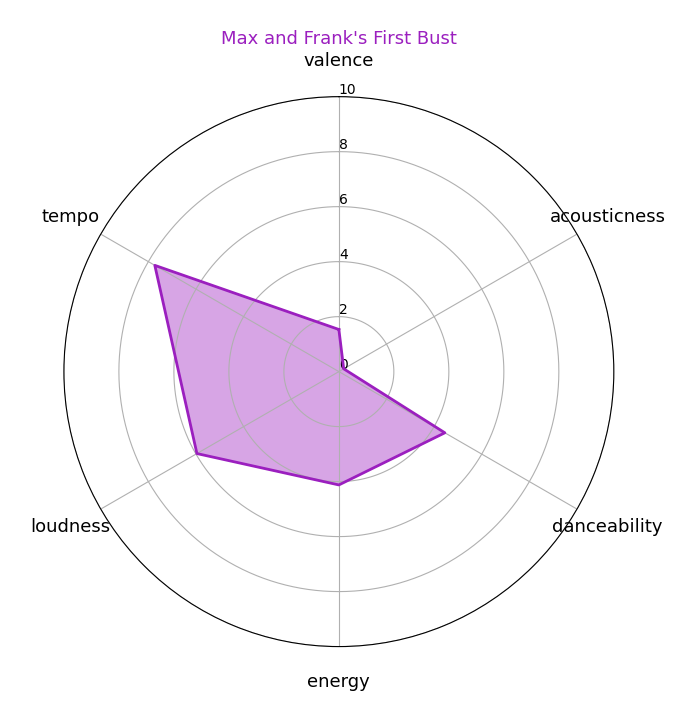 Max and Frank's First Bust
valence
10
8
tempo
acousticness
6
4
2
0
loudness
danceability
energy